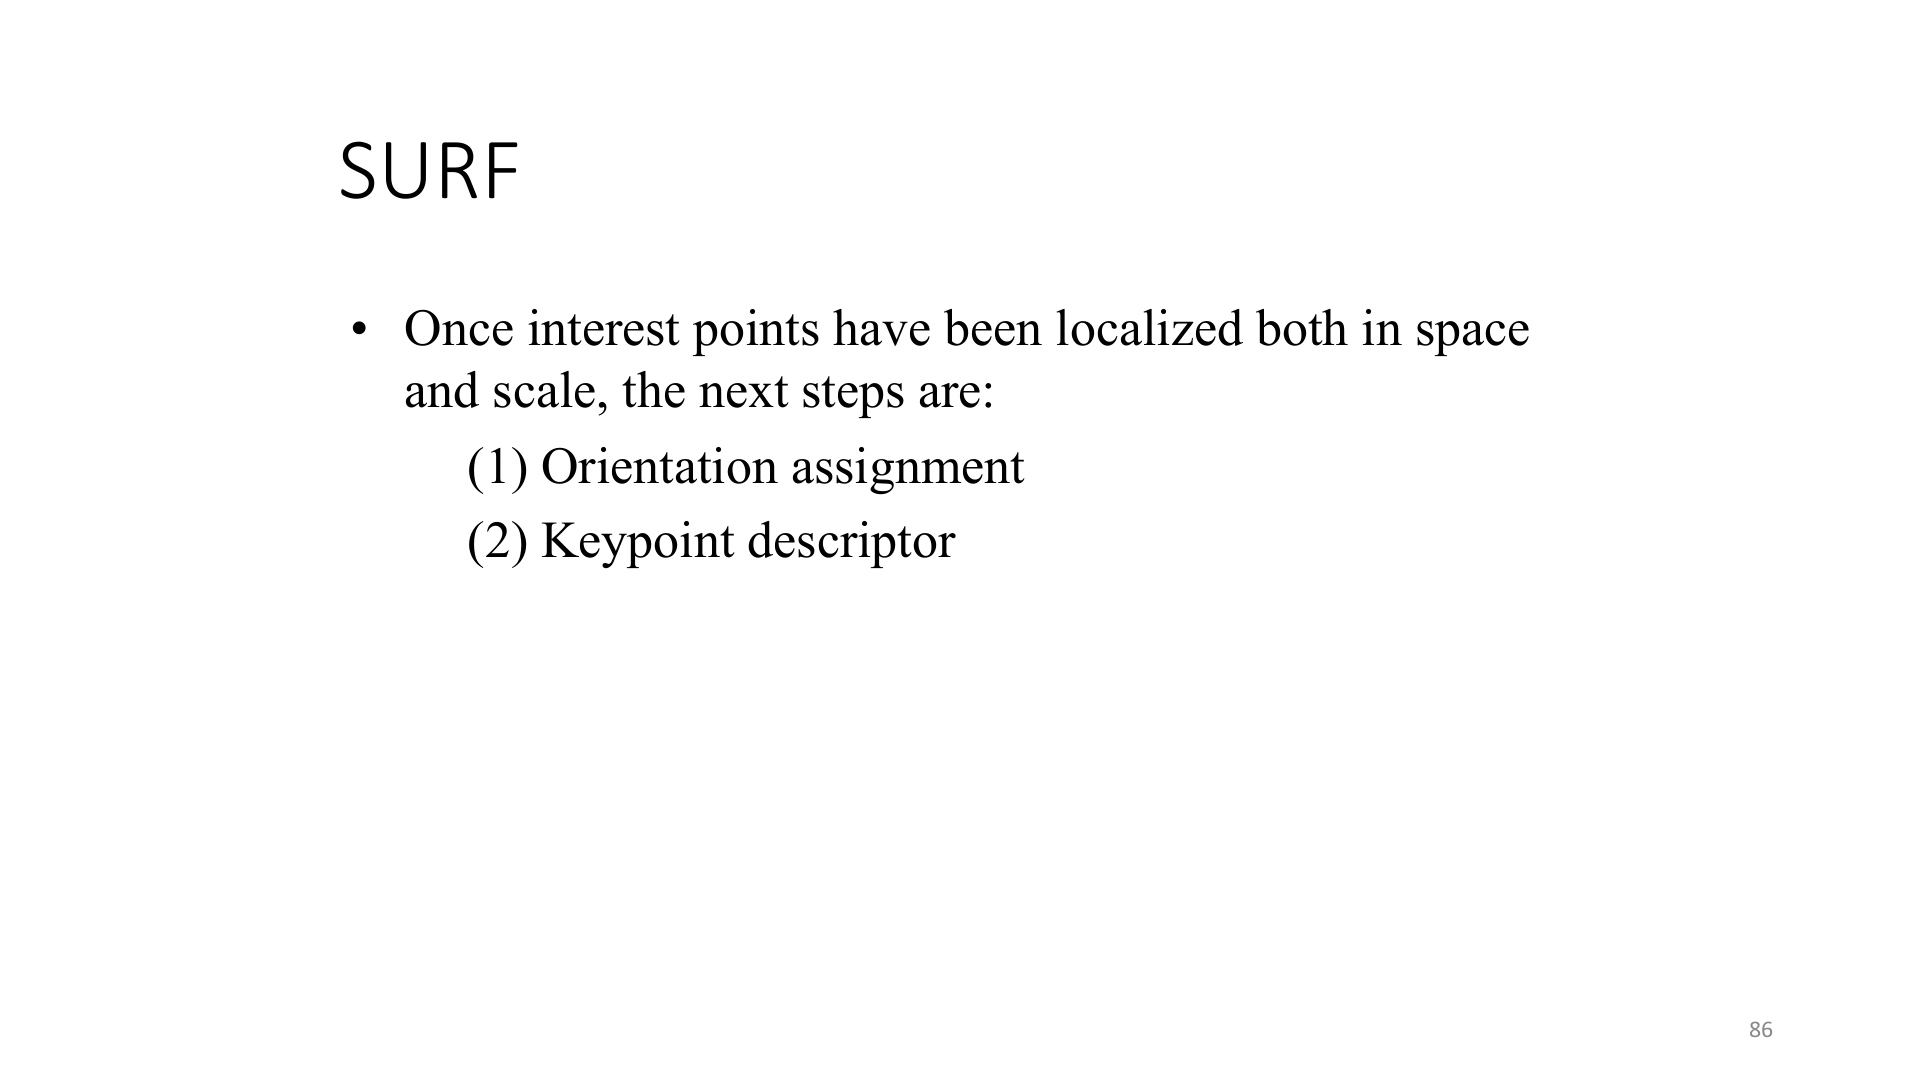 SURF
• Once interest points have been localized both in space
and scale, the next steps are:
(1) Orientation assignment
(2) Keypoint descriptor
86